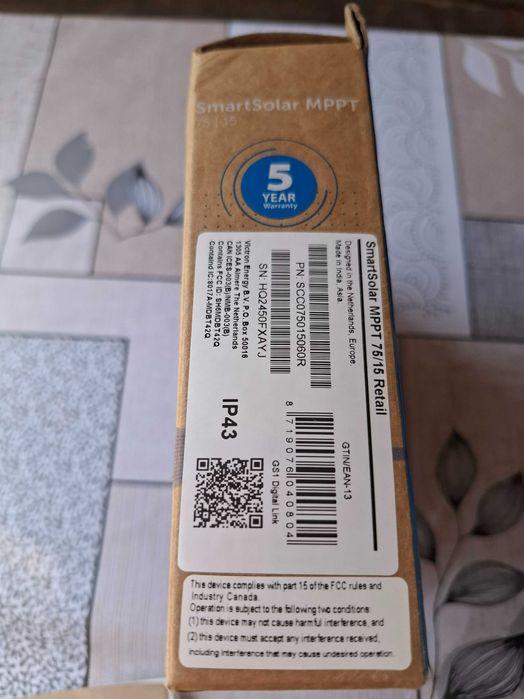 SmartSolar MPPT
75 | 15
5
YEAR
Warranty
SmartSolar MPPT 75/15 Retail
Designed in the Netherlands, Europe.
Made in India, Asia.
PN: SCC075015060R
SN: HQ2450FXAYJ
Victron Energy B.V. P.O. Box 50016
1305 AA Almere The Netherlands
CAN ICES-003(B)/NMB-003(B)
Contains FCC ID: SH6MDBT42Q
Containd IC:8017A-MDBT42Q
GTIN/EAN-13
8 719076 040804
GS1 Digital Link
IP43
This device complies with part 15 of the FCC rules and
Industry Canada.
Operation is subject to the following two conditions:
(1) this device may not cause harmful interference, and
(2) this device must accept any interference received,
including interference that may cause undesired operation.